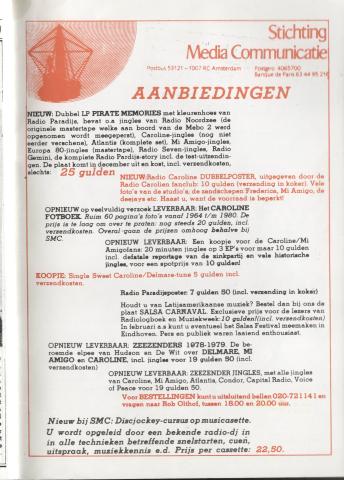 Stichting
Media Communicatie
Postbus 53121 - 1007 RC Amsterdam Postgiro 4065700
Banque de Paris 63 44 95 216
AANBIEDINGEN
NIEUW: Dubbel LP PIRATE MEMORIES met kleurenhoes van
Radio Paradijs, bevat o.a jingles van Radio Noordzee (de
originele mastertape welke aan boord van de Mebo 2 werd
opgenomen wordt meegeperst), Caroline-jingles (nog niet
eerder verschenen), Atlantis (komplete set), Mi Amigo-jingles,
Europa 80-jingles (mastertape), Radio Seven-jingles, Radio
Gemini, de komplete Radio Pardijs-story incl. de test-uitzendin-
gen. De plaat komt in december uit en kost, incl. verzendkosten,
slechts: 25 gulden
NIEUW: Radio Caroline DUBBELPOSTER, uitgegeven door de
Radio Carolien fanclub: 10 gulden (verzending in koker). Vele
foto's van de studio's, de zendschepen Frederica, Mi Amigo, de
deejays etc. Haast u, want de voorraad is beperkt!
OPNIEUW op veelvuldig verzoek LEVERBAAR: Het CAROLINE
FOTBOEK. Ruim 60 pagina's foto's vanaf 1964 t/m 1980. De
prijs is te laag om over te praten: nog steeds 20 gulden, incl.
verzendkosten. Overal gaan de prijzen omhoog behalve bij
SMC.
OPNIEUW LEVERBAAR: Een koopje voor de Caroline/Mi
Amigofans: 20 minuten jingles op 3 EP's voor maar 10 gulden
incl. defatale reportage van de zinkpartij en vele historische
jingles, voor een spotprijs van 10 gulden!
KOOPJE: Single Sweet Caroline/Delmare-tune 5 gulden incl.
verzendkosten.
Radio Paradijsposter: 7 gulden 50 (incl. verzending in koker)
Houdt u van Latijsamerikaanse muziek? Bestel dan bij ons de
plaat SALSA CARNAVAL. Exclusieve prijs voor de lezers van
Radiologboek en Muziekweek: 10 gulden! (incl. verzendkosten)
In februari a.s kunt u eventueel het Salsa Festival meemaken in
Eindhoven. Pers en publiek waren laaiend enthousiast.
OPNIEUW LEVERBAAR: ZEEZENDERS 1978-1979. De be-
roemde elpee van Hudson en De Wit over DELMARE, MI
AMIGO en CAROLINE, incl. jingles voor 19 gulden 50 (incl.
verzendkosten)
OPNIEUW LEVERBAAR: ZEEZENDER JINGLES, met alle jingles
van Caroline, Mi Amigo, Atlantis, Condor, Capital Radio, Voice
of Peace voor 19 gulden 50.
Voor BESTELLINGEN kunt u uitsluitend bellen 020-721141 en
vragen naar Rob Olthof, tussen 18.00 en 20.00 uur.
Nieuw bij SMC: Discjockey-cursus op musicasette.
U wordt opgeleid door een bekende radio-dj in
in alle technieken betreffende snelstarten, cuen,
uitspraak, muziekkennis e.d. Prijs per cassette: 22,50.